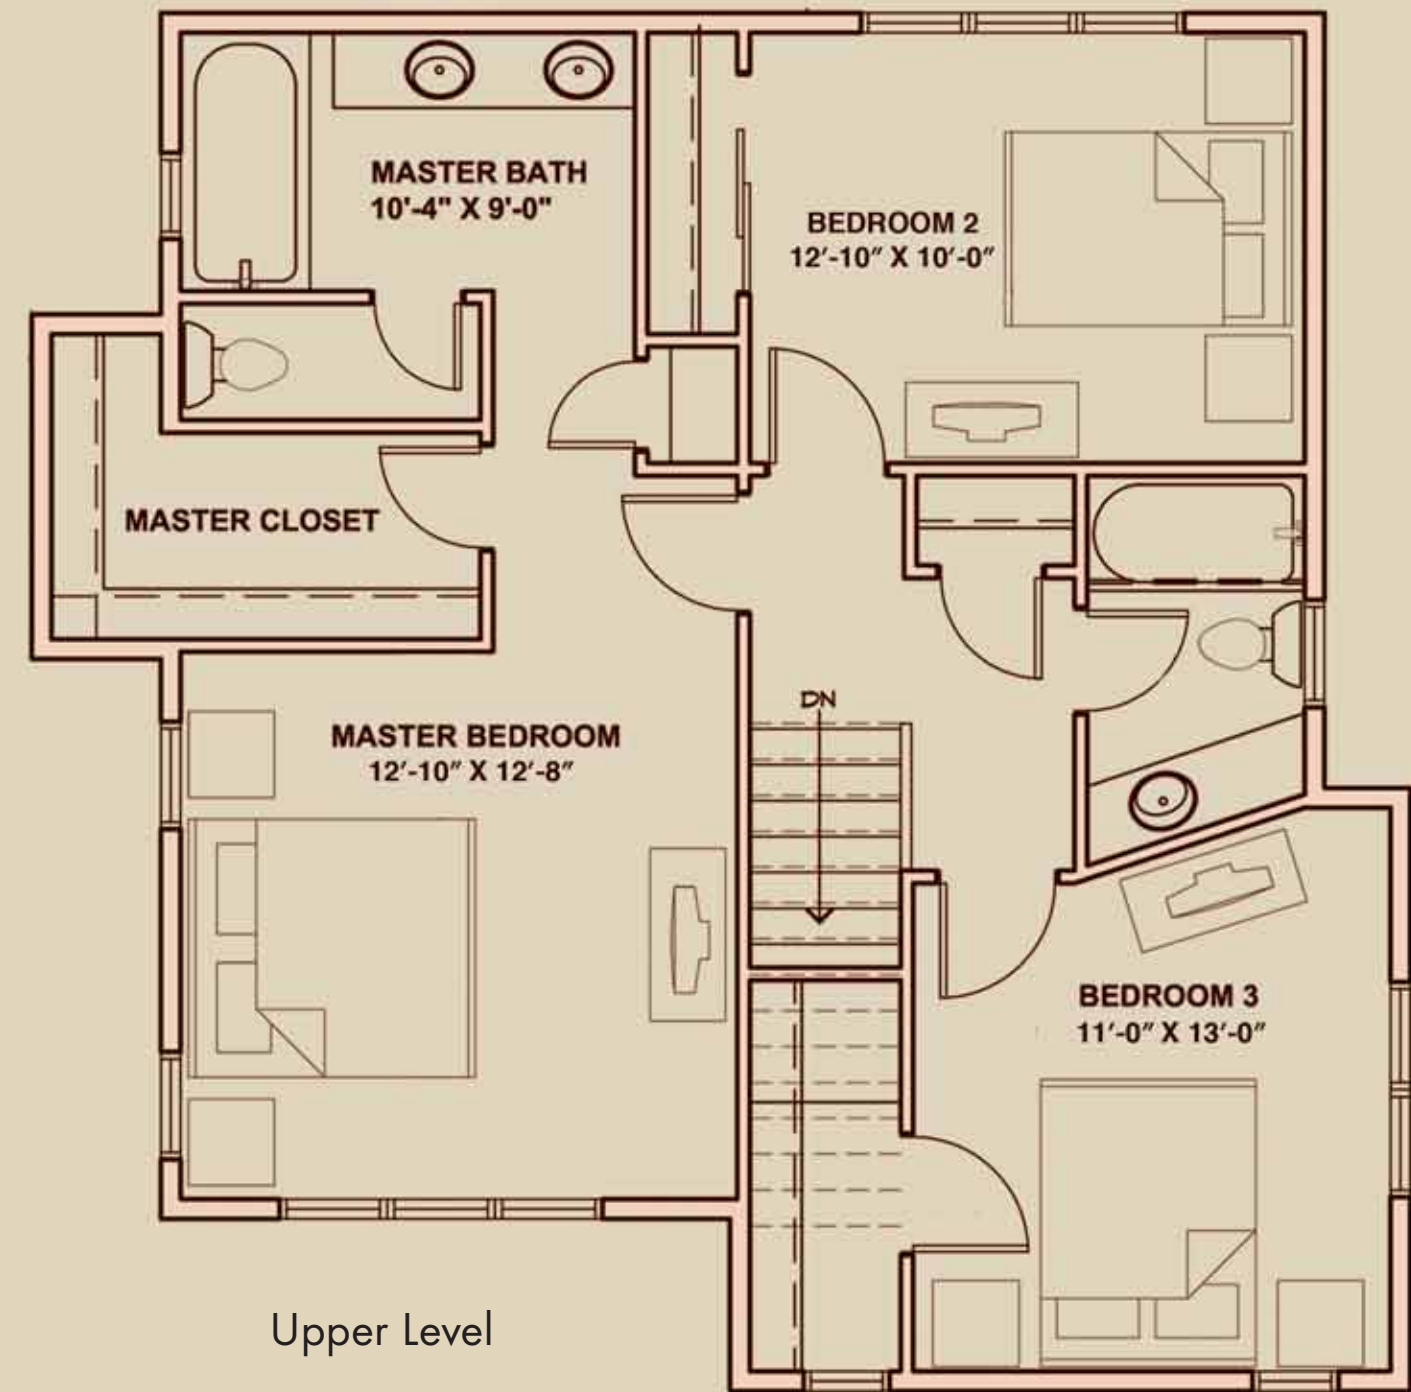 MASTER BATH
10'-4" X 9'-0"
BEDROOM 2
12'-10" X 10'-0"
MASTER CLOSET
DN
MASTER BEDROOM
12'-10" X 12'-8"
BEDROOM 3
11'-0" X 13'-0"
Upper Level